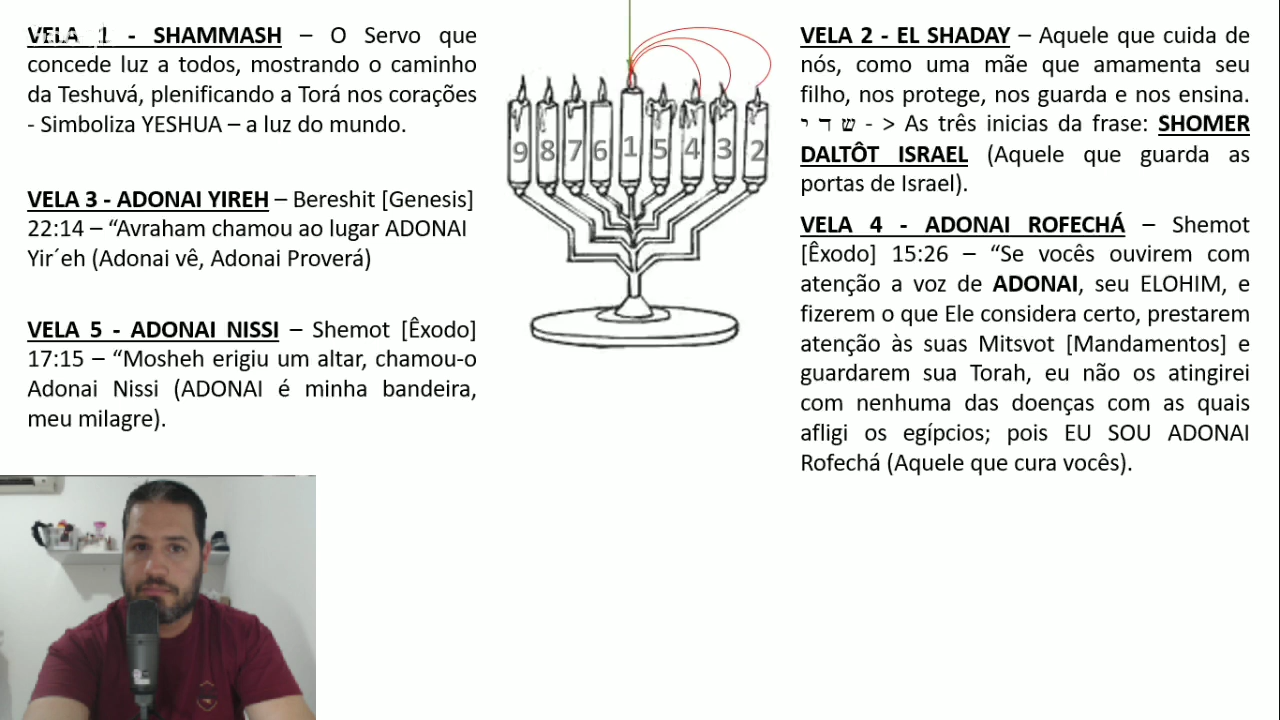 VELA 1 - SHAMMASH – O Servo que
concede luz a todos, mostrando o caminho
da Teshuvá, plenificando a Torá nos corações
- Simboliza YESHUA – a luz do mundo.
VELA 3 - ADONAI YIREH – Bereshit [Genesis]
22:14 – “Avraham chamou ao lugar ADONAI
Yir´eh (Adonai vê, Adonai Proverá)
VELA 5 - ADONAI NISSI – Shemot [Êxodo]
17:15 – “Mosheh erigiu um altar, chamou-o
Adonai Nissi (ADONAI é minha bandeira,
meu milagre).
9 8 7 6 1 5 4 3 2
VELA 2 - EL SHADAY – Aquele que cuida de
nós, como uma mãe que amamenta seu
filho, nos protege, nos guarda e nos ensina.
י ד ש - > As três inicias da frase: SHOMER
DALTÔT ISRAEL (Aquele que guarda as
portas de Israel).
VELA 4 - ADONAI ROFECHÁ – Shemot
[Êxodo] 15:26 – “Se vocês ouvirem com
atenção a voz de ADONAI, seu ELOHIM, e
fizerem o que Ele considera certo, prestarem
atenção às suas Mitsvot [Mandamentos] e
guardarem sua Torah, eu não os atingirei
com nenhuma das doenças com as quais
afligi os egípcios; pois EU SOU ADONAI
Rofechá (Aquele que cura vocês).